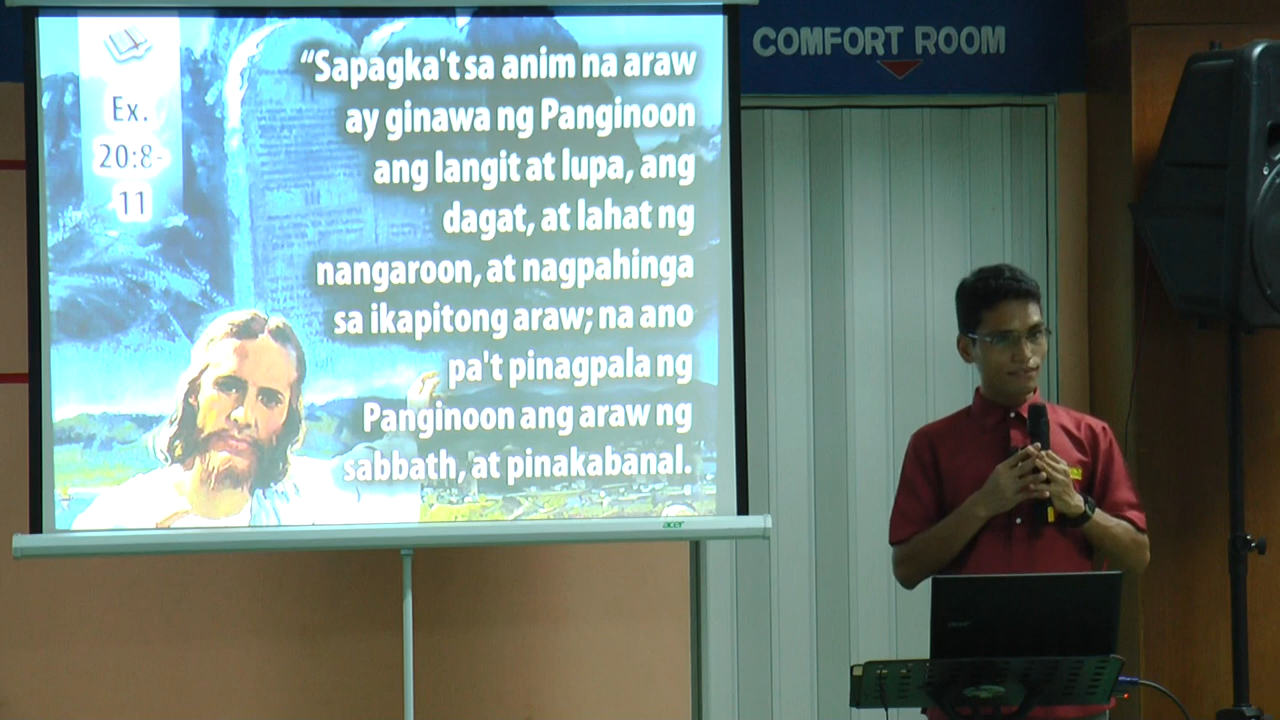 Ex.
20:8-
11
“Sapagka't sa anim na araw
ay ginawa ng Panginoon
ang langit at lupa, ang
dagat, at lahat ng
nangaroon, at nagpahinga
sa ikapitong araw; na ano
pa't pinagpala ng
Panginoon ang araw ng
sabbath, at pinakabanal.
acer
COMFORT ROOM
acer